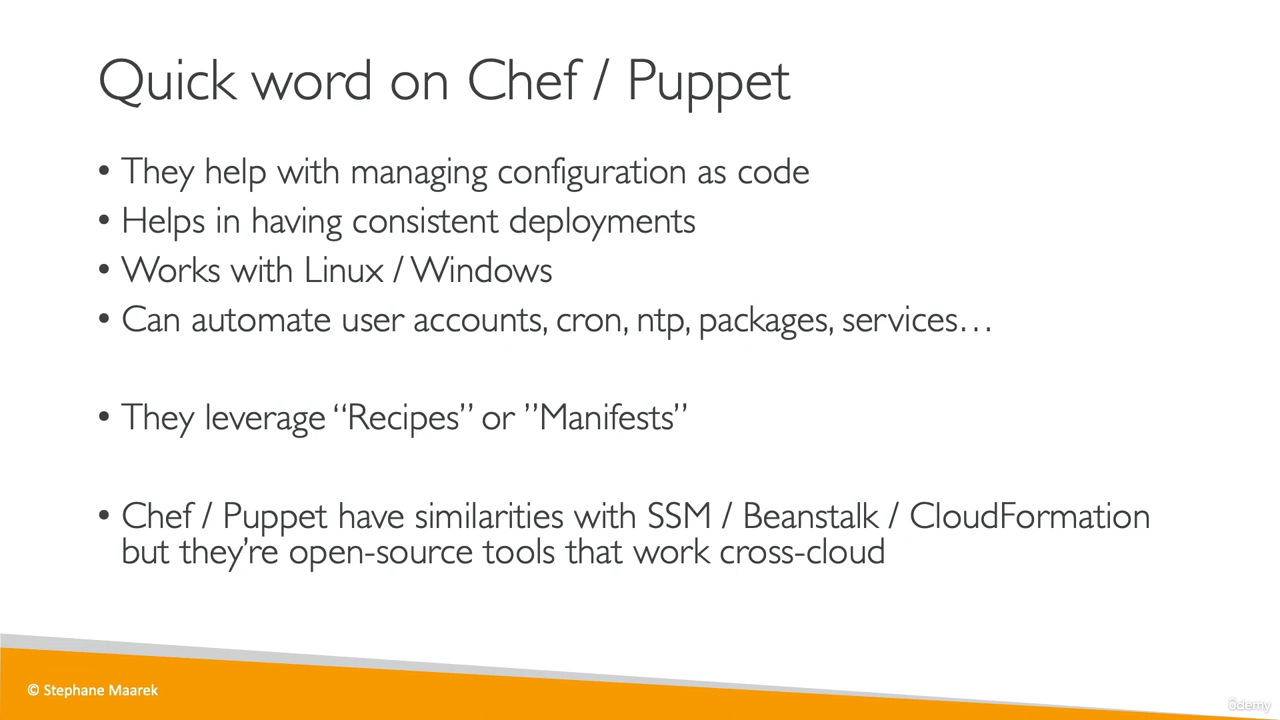 Quick word on Chef / Puppet
• They help with managing configuration as code
• Helps in having consistent deployments
• Works with Linux / Windows
• Can automate user accounts, cron, ntp, packages, services…
• They leverage “Recipes” or ”Manifests”
• Chef / Puppet have similarities with SSM / Beanstalk / CloudFormation
but they’re open-source tools that work cross-cloud
© Stephane Maarek
ûdemy